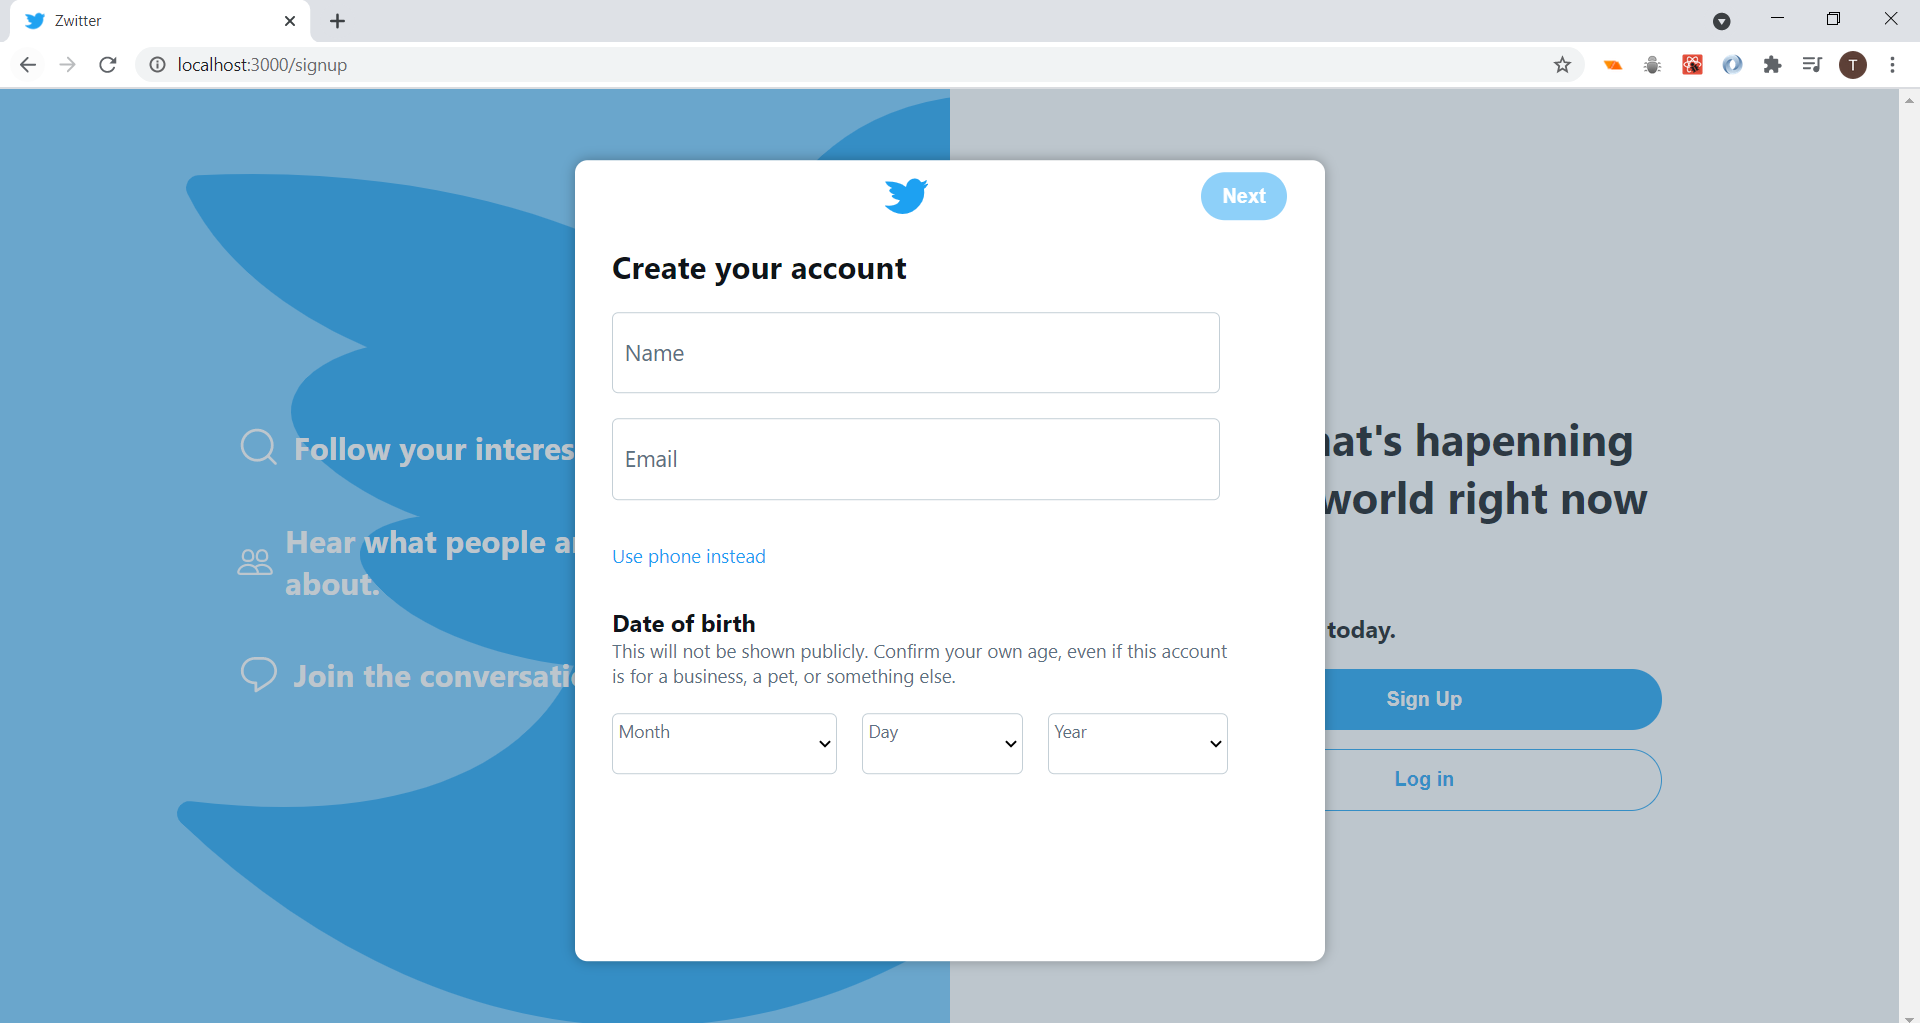 Zwitter
localhost:3000/signup
T
Next
Create your account
Name
Email
Use phone instead
Date of birth
This will not be shown publicly. Confirm your own age, even if this account
is for a business, a pet, or something else.
Month
Day
Year
Follow your
Hear what people
about.
Join the
hapenning
world right now
today.
Sign Up
Log in